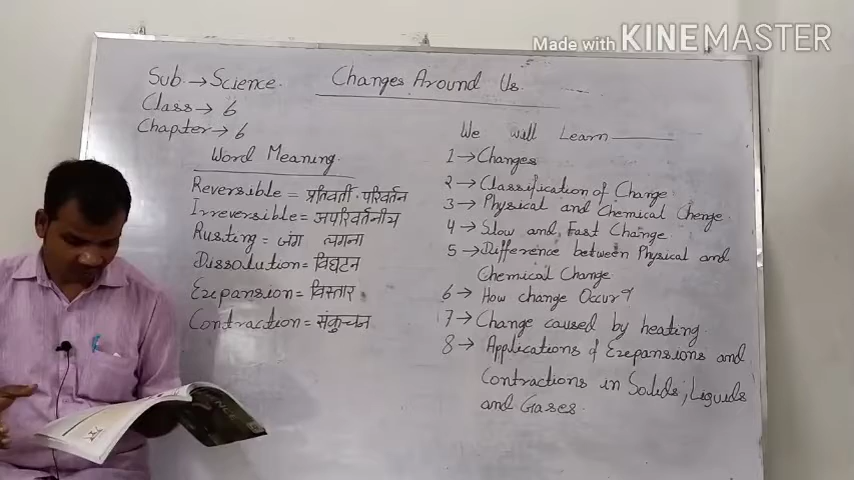 Made with KINEMASTER
Sub. → Science.
Changes Around Us.
Class → 6
Chapter → 6
Word Meaning.
Reversible = प्रतिवर्ती परिवर्तन
Irreversible = अपरिवर्तनीय
Rusting = जंग लगना
Dissolution = विघटन
Expansion = विस्तार
Contraction = संकुचन
We will Learn
1 → Changes
2 → Classification of Change
3 → Physical and Chemical Chenge.
4 → Slow and Fast Change
5 → Difference between Physical and
Chemical Change.
6 → How change Occur?
7 → Change caused by heating.
8 → Applications of Expansions and
Contractions in Solids, Liquids
and Gases.